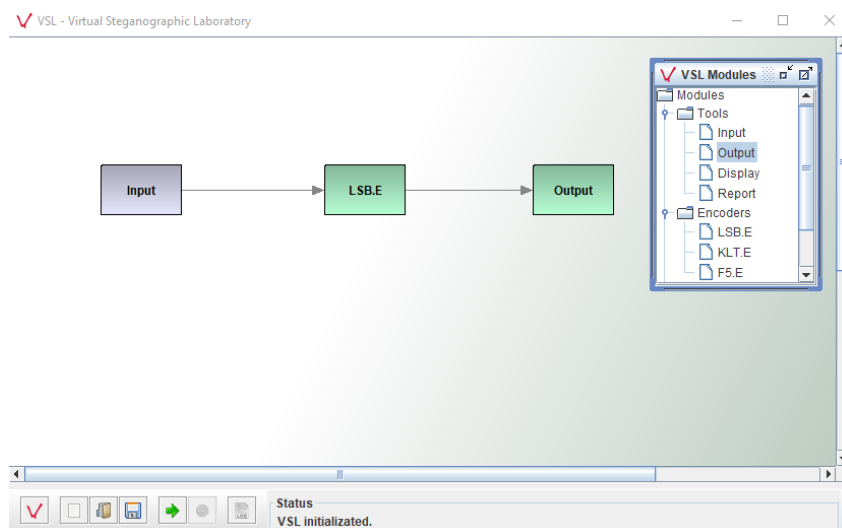 VSL - Virtual Steganographic Laboratory
VSL Modules
Modules
Tools
Input
Output
Display
Report
Encoders
LSB.E
KLT.E
F5.E
Input
LSB.E
Output
Status
VSL initializated.